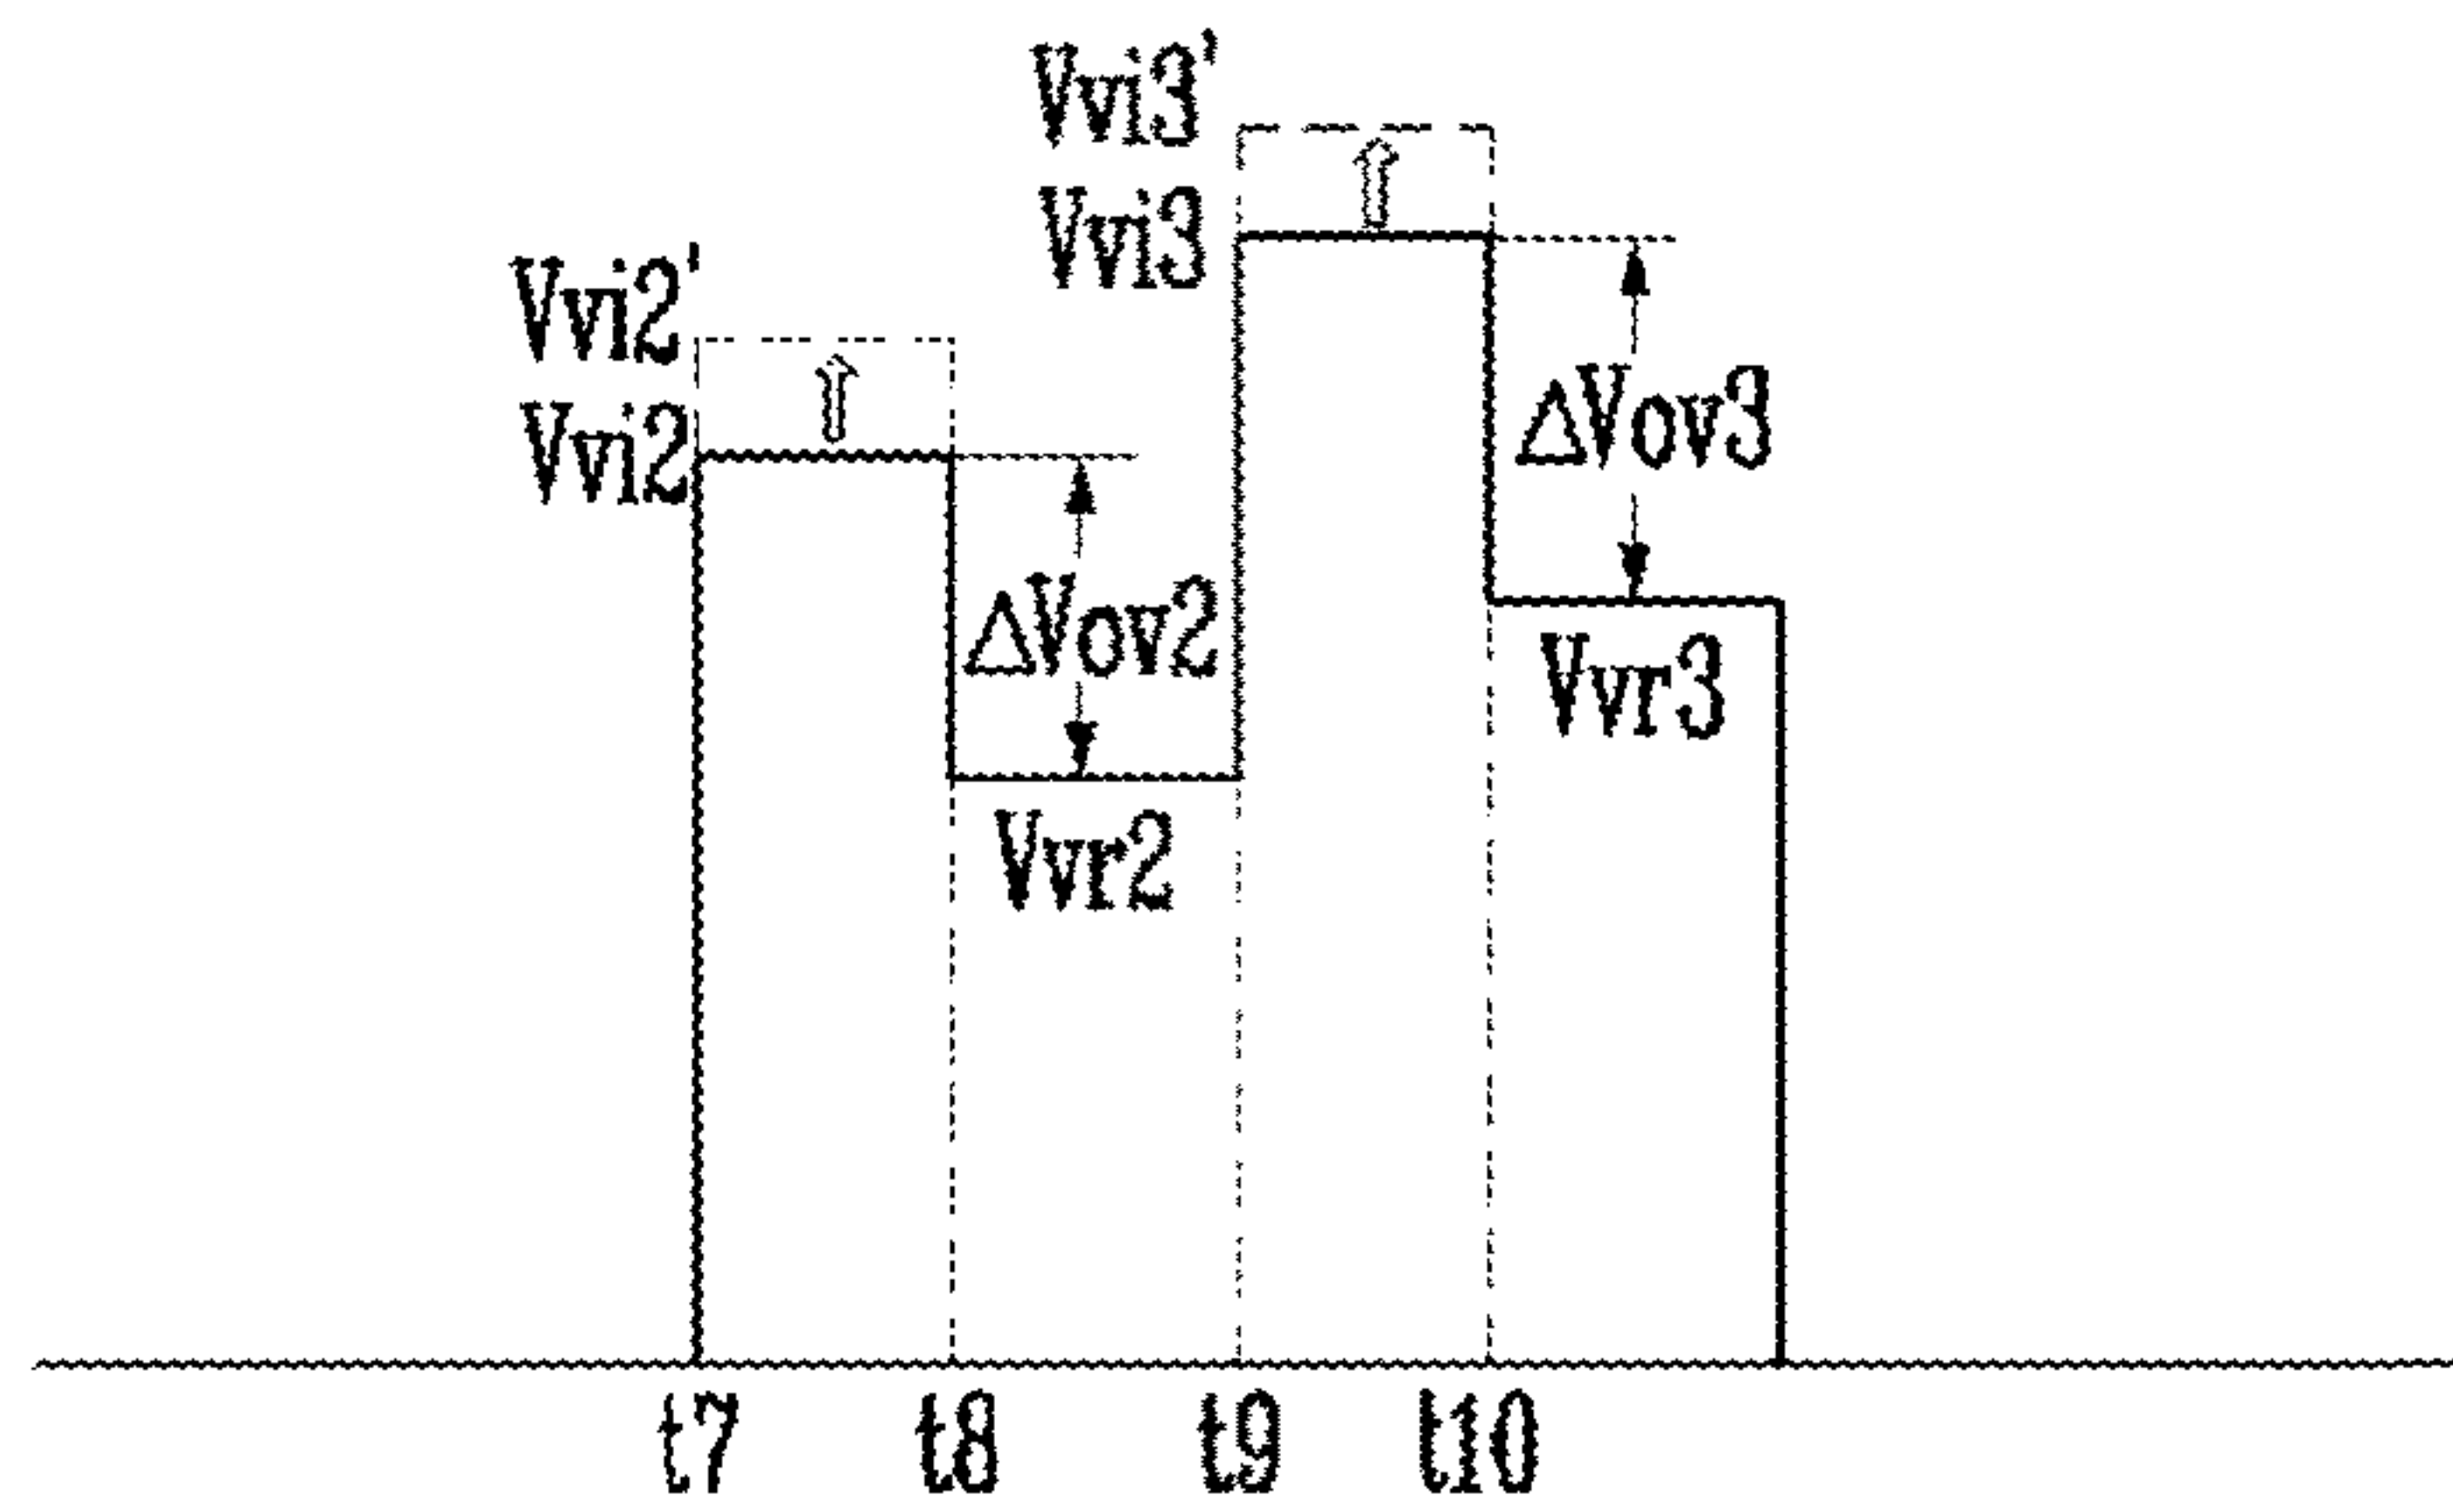 Vvi3'
Vvi3
Vvi2'
Vvi2
ΔVov3
ΔVov2
Vvr3
Vvr2
t7 t8 t9 t10